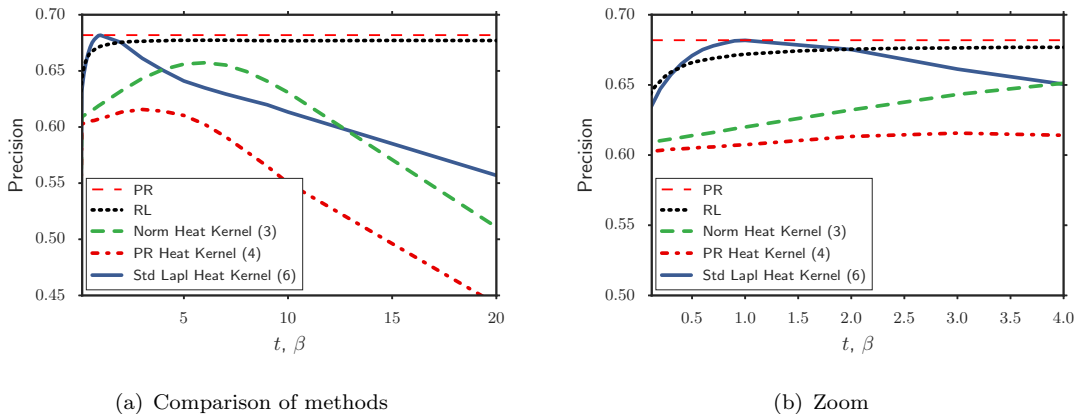 0.70
0.65
0.60
0.55
0.50
0.45
Precision
PR
RL
Norm Heat Kernel (3)
PR Heat Kernel (4)
Std Lapl Heat Kernel (6)
5
10
15
20
t, β
(a) Comparison of methods
0.70
0.65
0.60
0.55
0.50
Precision
PR
RL
Norm Heat Kernel (3)
PR Heat Kernel (4)
Std Lapl Heat Kernel (6)
0.5
1.0
1.5
2.0
2.5
3.0
3.5
4.0
t, β
(b) Zoom